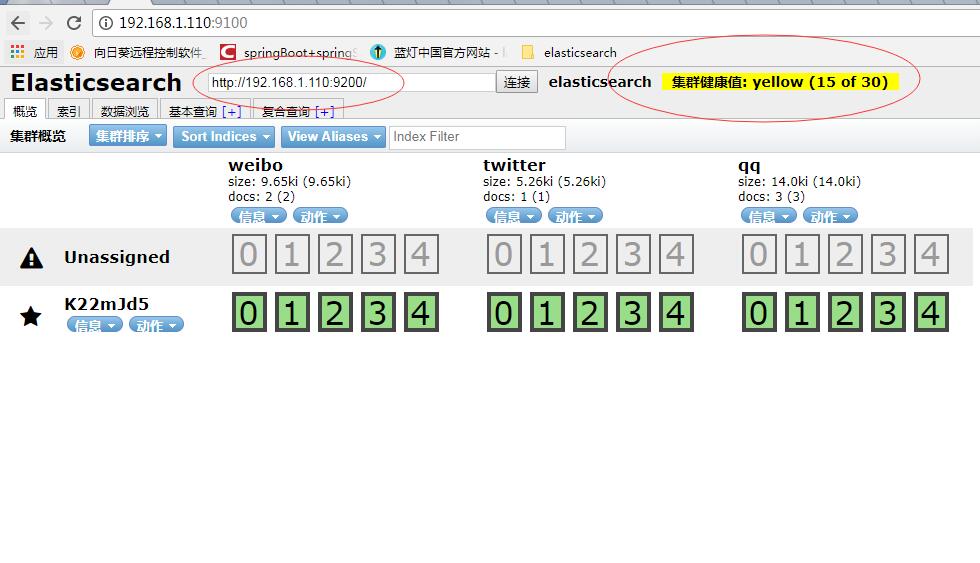 192.168.1.110:9100
应用 向日葵远程控制软件 springBoot+springS 蓝灯中国官方网站 - elasticsearch
Elasticsearch http://192.168.1.110:9200/ 连接 elasticsearch 集群健康值: yellow (15 of 30)
概览 索引 数据浏览 基本查询 [+] 复合查询 [+]
集群概览 集群排序 Sort Indices View Aliases Index Filter
weibo twitter qq
size: 9.65ki (9.65ki) size: 5.26ki (5.26ki) size: 14.0ki (14.0ki)
docs: 2 (2) docs: 1 (1) docs: 3 (3)
信息 动作 信息 动作 信息 动作
Unassigned 0 1 2 3 4 0 1 2 3 4 0 1 2 3 4
K22mJd5 0 1 2 3 4 0 1 2 3 4 0 1 2 3 4
信息 动作